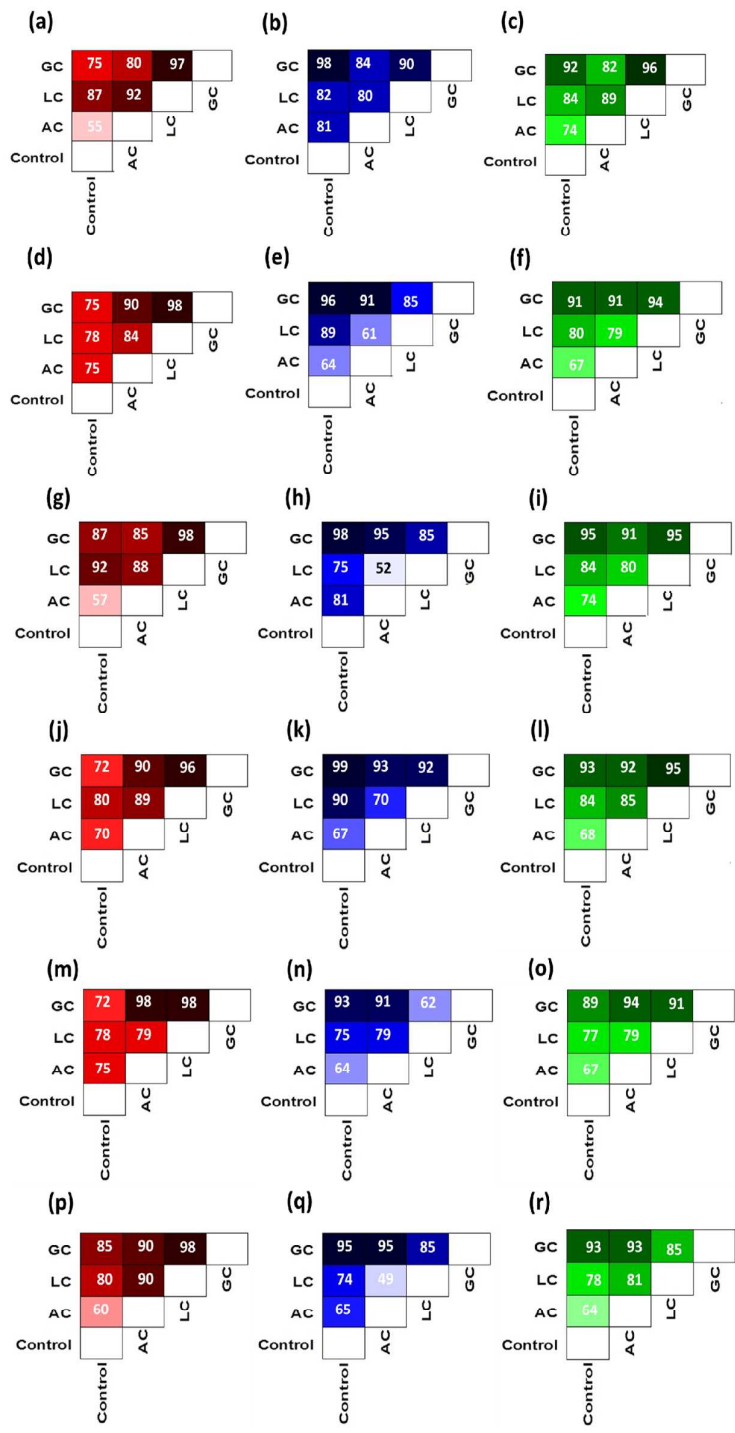 (a) (b) (c)
GC 75 80 97 GC 98 84 90 GC 92 82 96
LC 87 92 GC LC 82 80 GC LC 84 89 GC
AC 55 LC AC 81 LC AC 74 LC
Control AC Control AC Control AC
Control Control Control
(d) (e) (f)
GC 75 90 98 GC 96 91 85 GC 91 91 94
LC 78 84 GC LC 89 61 GC LC 80 79 GC
AC 75 LC AC 64 LC AC 67 LC
Control AC Control AC Control AC
Control Control Control
(g) (h) (i)
GC 87 85 98 GC 98 95 85 GC 95 91 95
LC 92 88 GC LC 75 52 GC LC 84 80 GC
AC 57 LC AC 81 LC AC 74 LC
Control AC Control AC Control AC
Control Control Control
(j) (k) (l)
GC 72 90 96 GC 99 93 92 GC 93 92 95
LC 80 89 GC LC 90 70 GC LC 84 85 GC
AC 70 LC AC 67 LC AC 68 LC
Control AC Control AC Control AC
Control Control Control
(m) (n) (o)
GC 72 98 98 GC 93 91 62 GC 89 94 91
LC 78 79 GC LC 75 79 GC LC 77 79 GC
AC 75 LC AC 64 LC AC 67 LC
Control AC Control AC Control AC
Control Control Control
(p) (q) (r)
GC 85 90 98 GC 95 95 85 GC 93 93 85
LC 80 90 GC LC 74 49 GC LC 78 81 GC
AC 60 LC AC 65 LC AC 64 LC
Control AC Control AC Control AC
Control Control Control